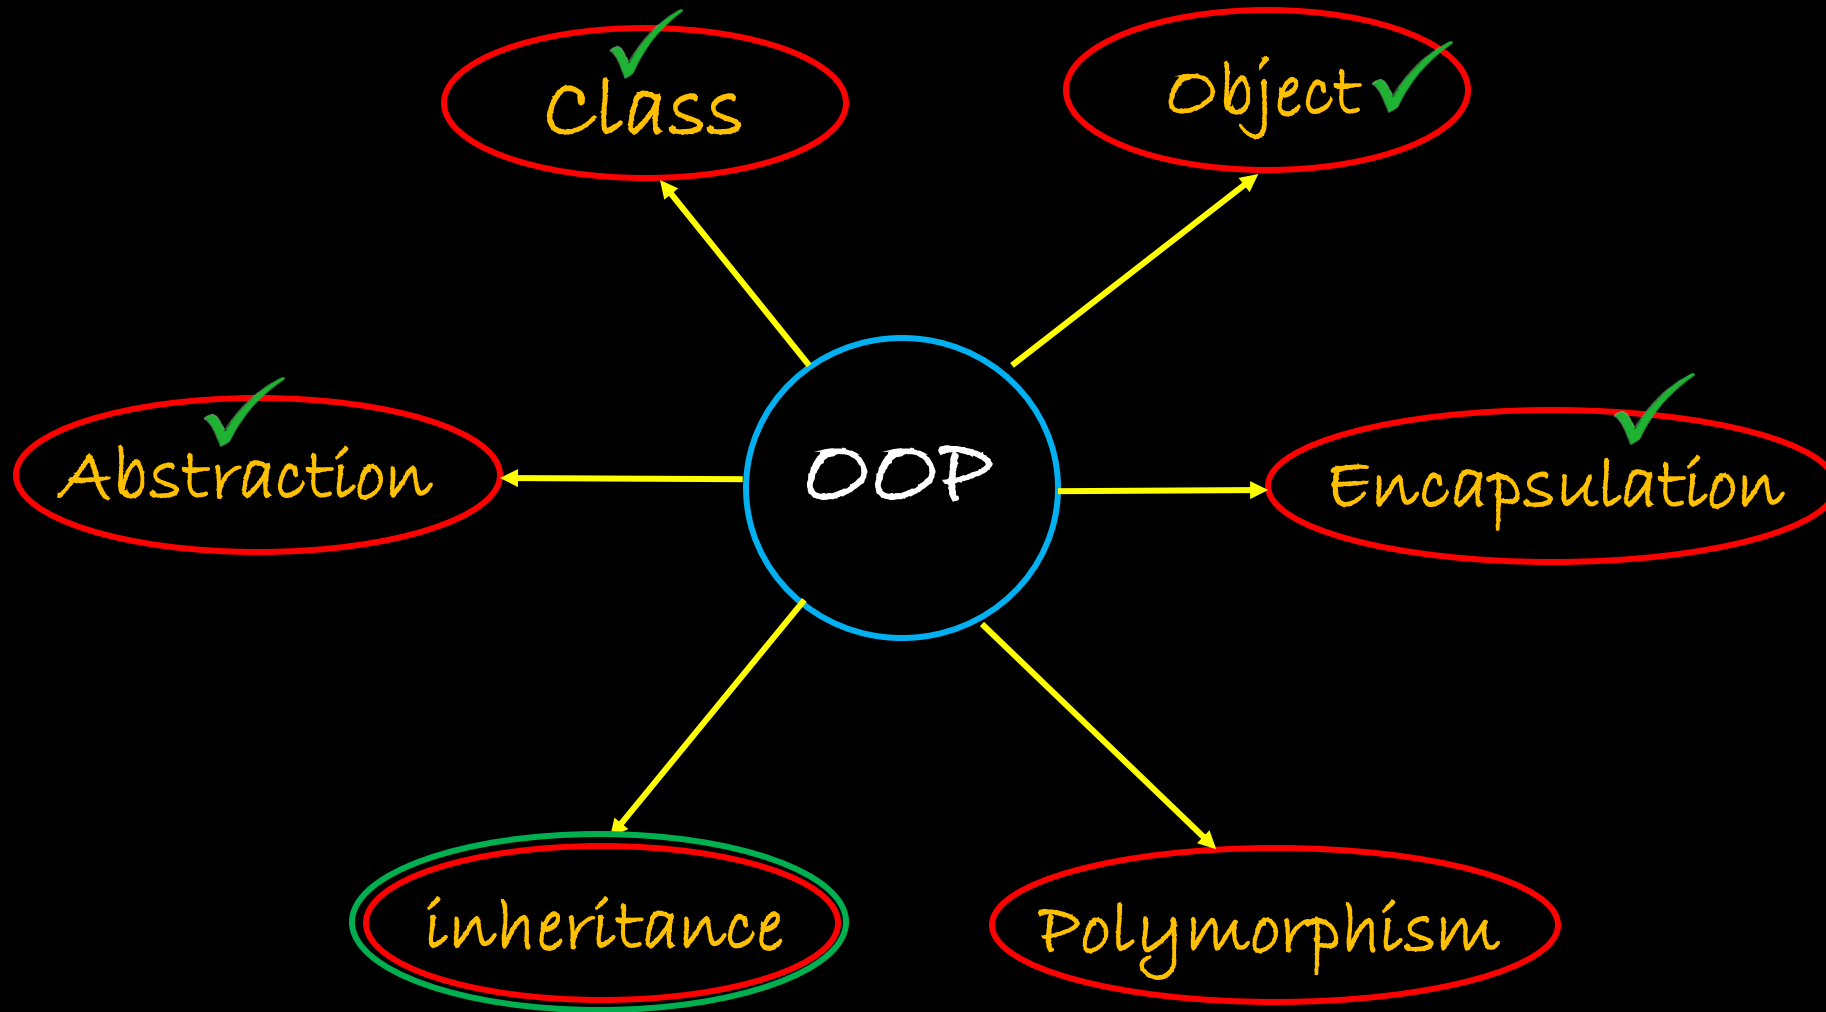 Class
Object
Abstraction
OOP
Encapsulation
inheritance
Polymorphism